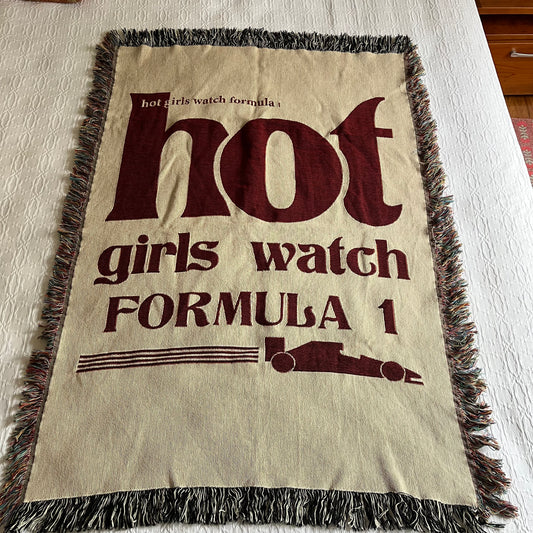 hot girls watch formula 1
hot
girls watch
FORMULA 1